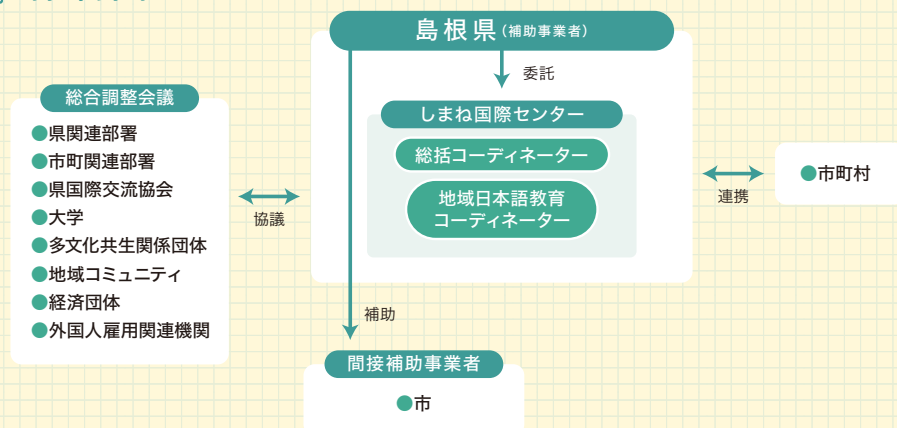 島根県（補助事業者）
委託
しまね国際センター
総括コーディネーター
地域日本語教育
コーディネーター
総合調整会議
●県関連部署
●市町関連部署
●県国際交流協会
●大学
●多文化共生関係団体
●地域コミュニティ
●経済団体
●外国人雇用関連機関
協議
連携
●市町村
補助
間接補助事業者
●市